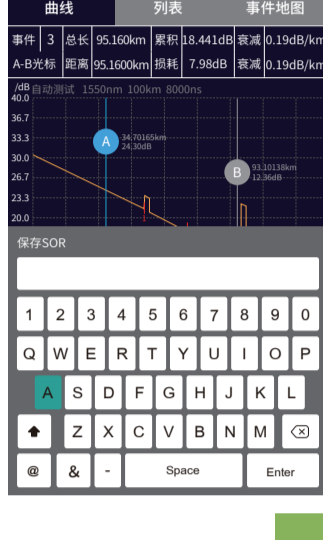 曲线 列表 事件地图
事件 3 总长 95.160km 累积 18.441dB 衰减 0.19dB/km
A-B光标 距离 95.1600km 损耗 7.98dB 衰减 0.19dB/km
/dB 自动测试 1550nm 100km 8000ns
40.0
36.7
33.3
30.0
26.7
23.3
20.0
A 34.70165km
24.30dB
B 93.10138km
12.36dB
1
保存SOR
1 2 3 4 5 6 7 8 9 0
Q W E R T Y U I O P
A S D F G H J K L
Z X C V B N M
@ & - Space Enter